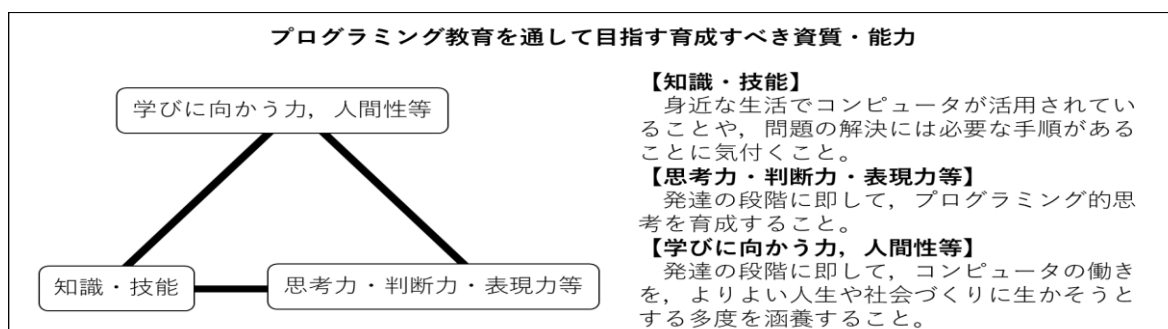 プログラミング教育を通して目指す育成すべき資質・能力
学びに向かう力，人間性等
知識・技能
思考力・判断力・表現力等
【知識・技能】
身近な生活でコンピュータが活用されてい
ることや，問題の解決には必要な手順がある
ことに気付くこと。
【思考力・判断力・表現力等】
発達の段階に即して，プログラミング的思
考を育成すること。
【学びに向かう力，人間性等】
発達の段階に即して，コンピュータの働き
を，よりよい人生や社会づくりに生かそうと
する多度を涵養すること。